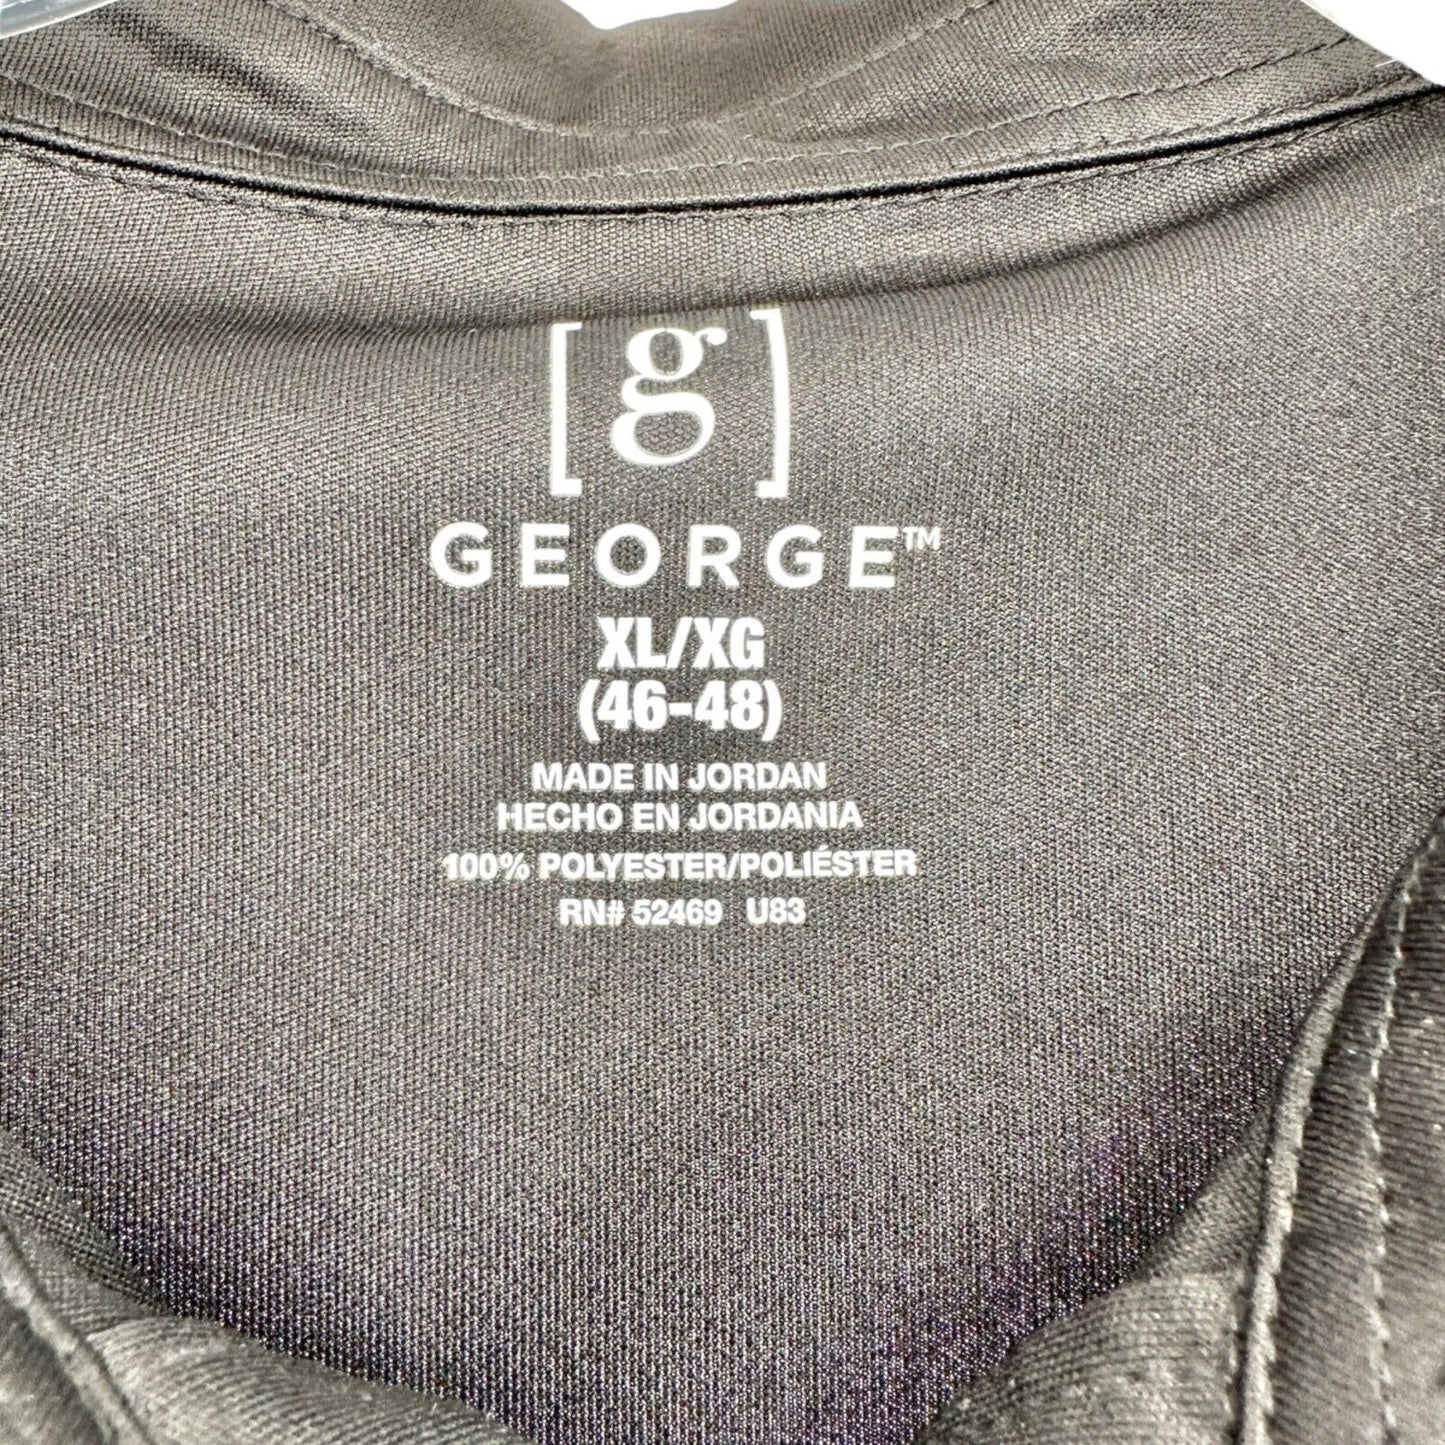 [g]
GEORGE™
XL/XG
(46-48)
MADE IN JORDAN
HECHO EN JORDANIA
100% POLYESTER/POLIÉSTER
RN# 52469 U83